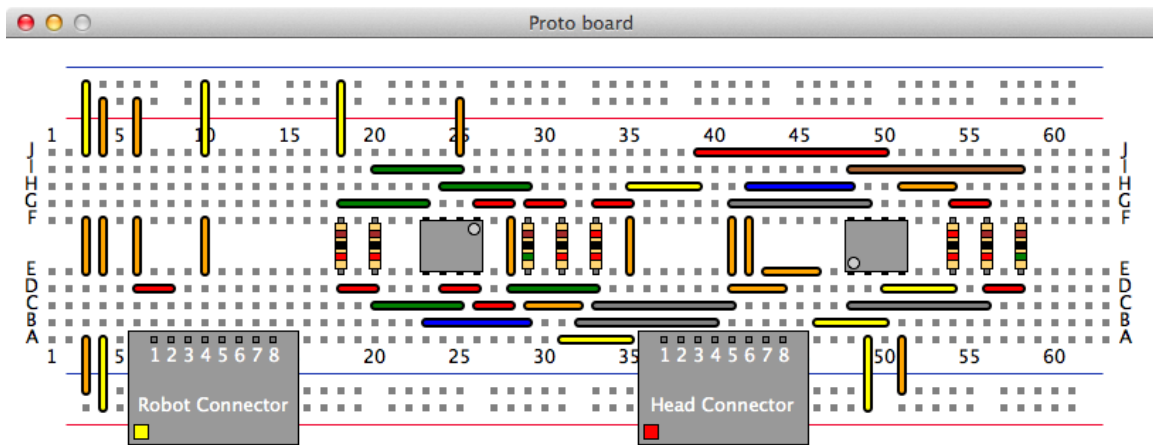 Proto board
1 5 10 15 20 25 30 35 40 45 50 55 60
J J
I I
H H
G G
F F
E E
D D
C C
B B
A A
1 5 20 25 30 35 50 55 60
1 2 3 4 5 6 7 8 1 2 3 4 5 6 7 8
Robot Connector Head Connector